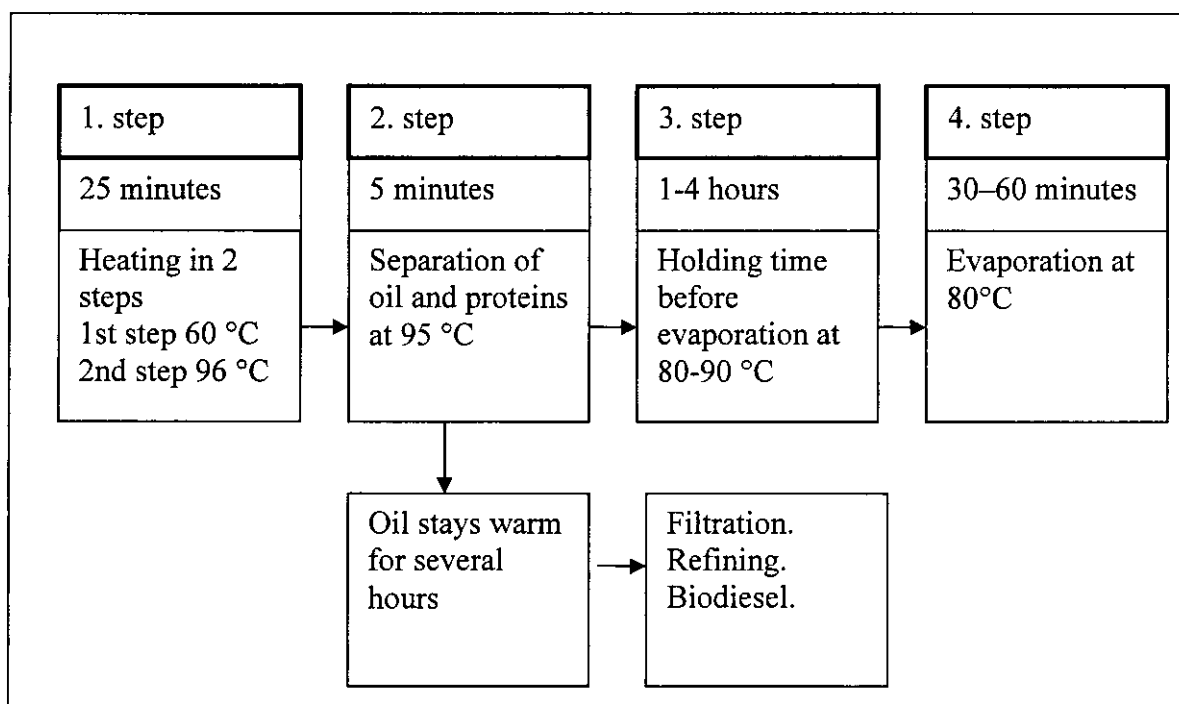 1. step
25 minutes
Heating in 2
steps
1st step 60 °C
2nd step 96 °C
2. step
5 minutes
Separation of
oil and proteins
at 95 °C
3. step
1-4 hours
Holding time
before
evaporation at
80-90 °C
4. step
30–60 minutes
Evaporation at
80°C
Oil stays warm
for several
hours
Filtration.
Refining.
Biodiesel.